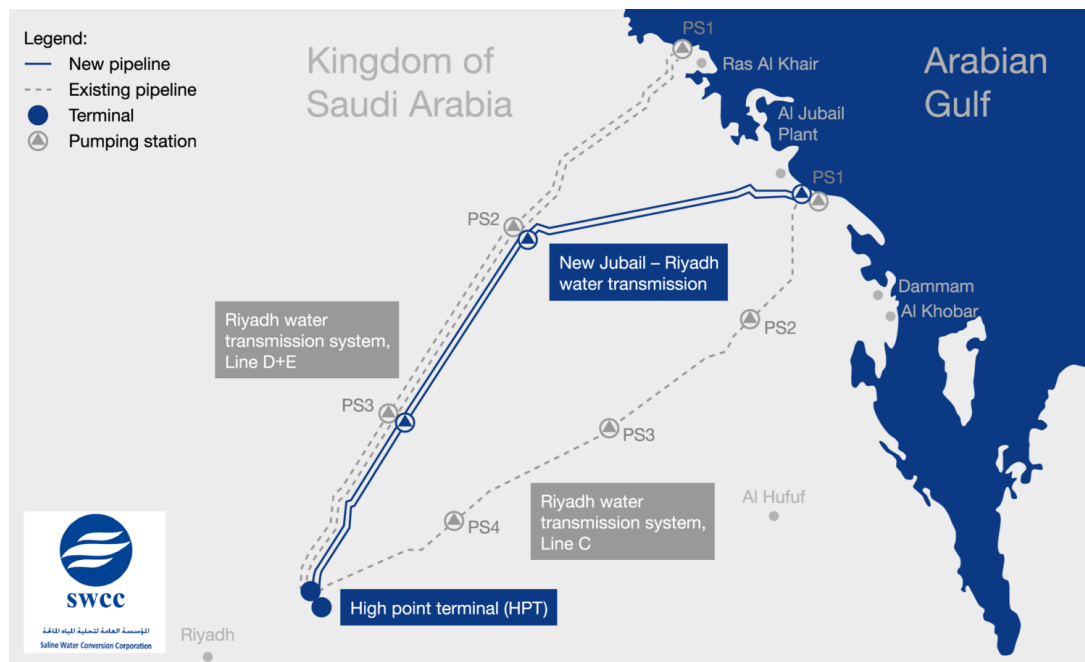 Legend:
New pipeline
Existing pipeline
Terminal
Pumping station
Kingdom of
Saudi Arabia
Arabian
Gulf
PS1
Ras Al Khair
Al Jubail
Plant
PS1
PS2
New Jubail – Riyadh
water transmission
Dammam
Al Khobar
PS2
Riyadh water
transmission system,
Line D+E
PS3
PS3
Riyadh water
transmission system,
Line C
Al Hufuf
PS4
High point terminal (HPT)
Riyadh
swcc
المؤسسة العامة لتحلية المياه المالحة
Saline Water Conversion Corporation